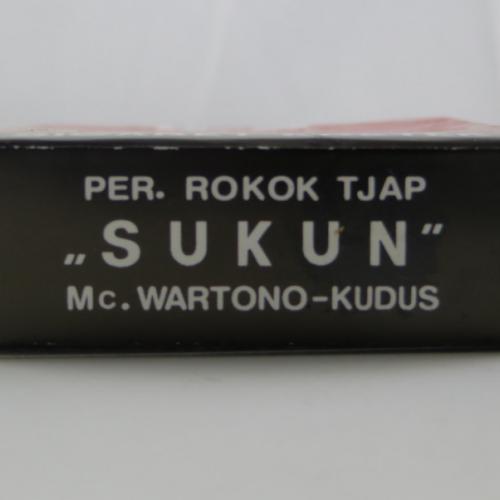 PER. ROKOK TJAP
„SUKUN”
Mc. WARTONO-KUDUS